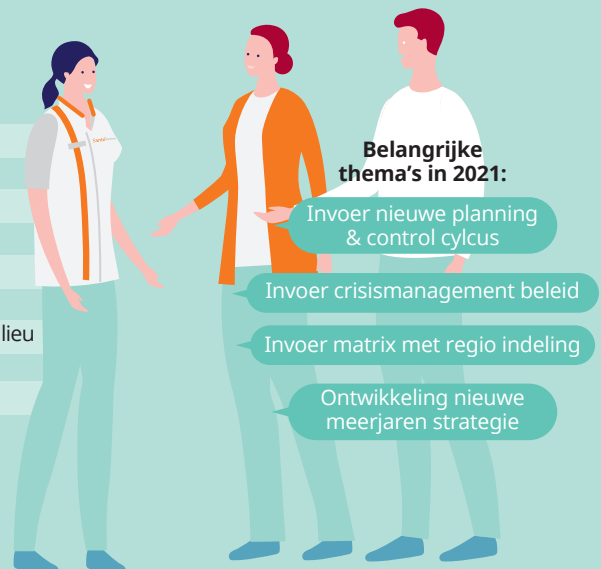 Belangrijke
thema's in 2021:
Invoer nieuwe planning
& control cylcus
Invoer crisismanagement beleid
lieu
Invoer matrix met regio indeling
Ontwikkeling nieuwe
meerjaren strategie